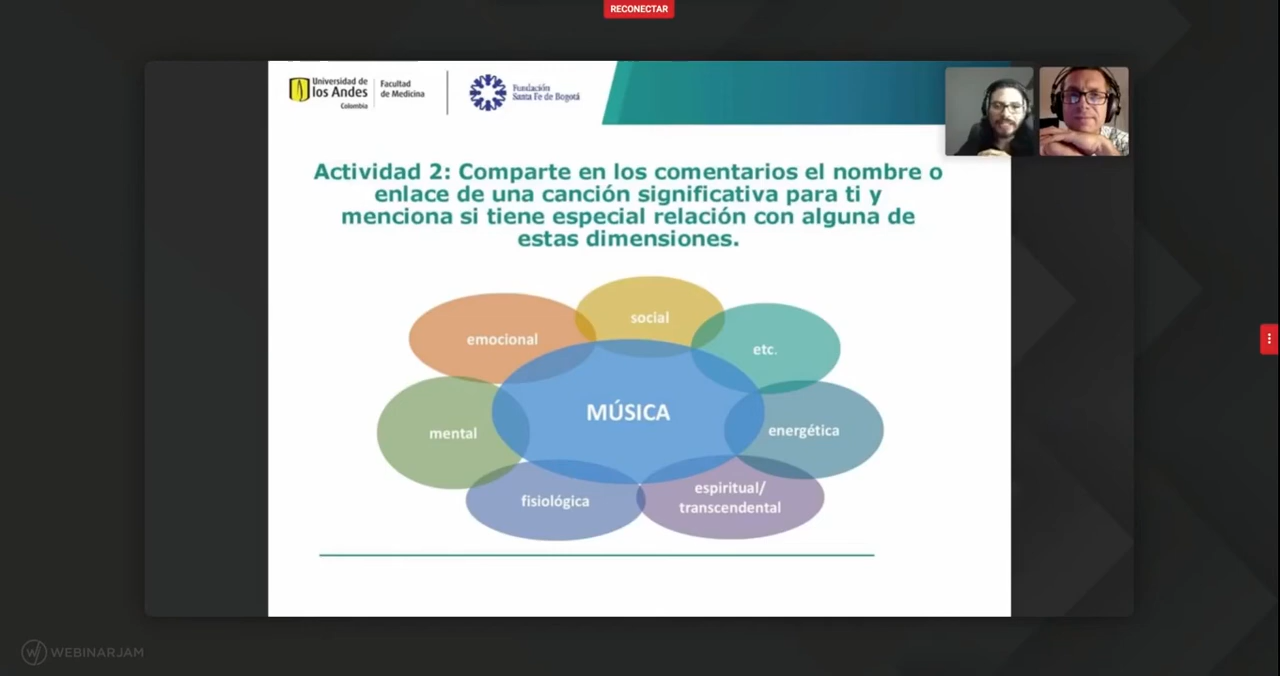 RECONECTAR
Universidad de
los Andes
Colombia
Facultad
de Medicina
Fundación
Santa Fe de Bogotá
Actividad 2: Comparte en los comentarios el nombre o
enlace de una canción significativa para ti y
menciona si tiene especial relación con alguna de
estas dimensiones.
social
emocional
etc.
MÚSICA
mental
energética
fisiológica
espiritual/
transcendental
WEBINARJAM